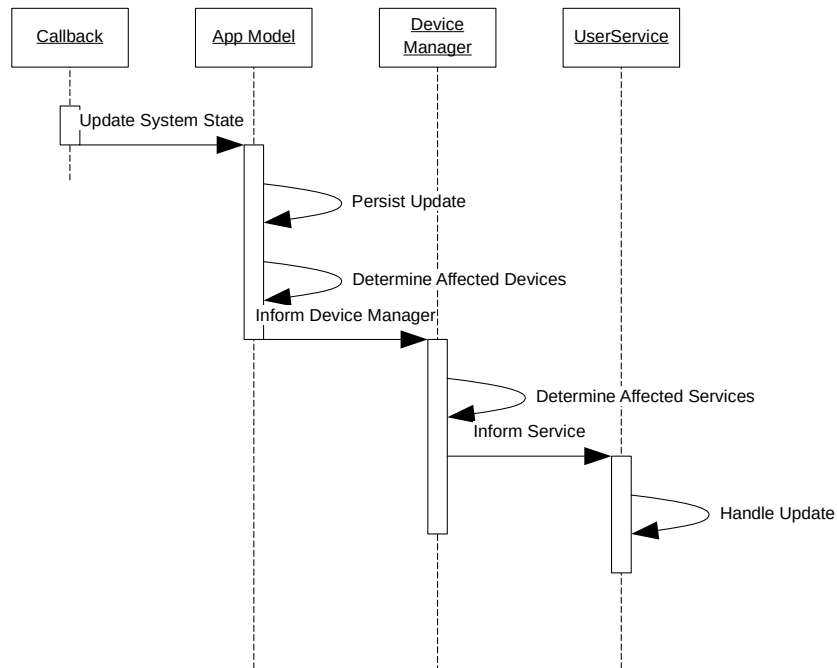 Callback
App Model
Device
Manager
UserService
Update System State
Persist Update
Determine Affected Devices
Inform Device Manager
Determine Affected Services
Inform Service
Handle Update